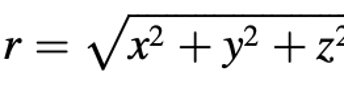 r = √x² + y² + z²